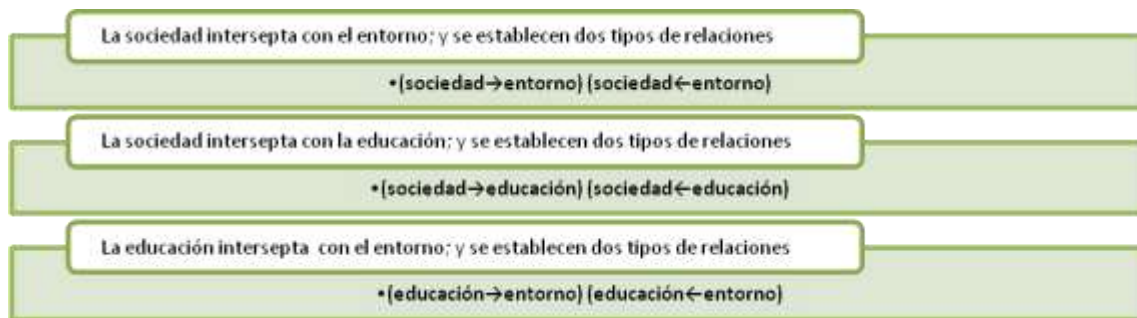 La sociedad intersepta con el entorno; y se establecen dos tipos de relaciones
•(sociedad→entorno) (sociedad←entorno)
La sociedad intersepta con la educación; y se establecen dos tipos de relaciones
•(sociedad→educación) (sociedad←educación)
La educación intersepta con el entorno; y se establecen dos tipos de relaciones
•(educación→entorno) (educación←entorno)